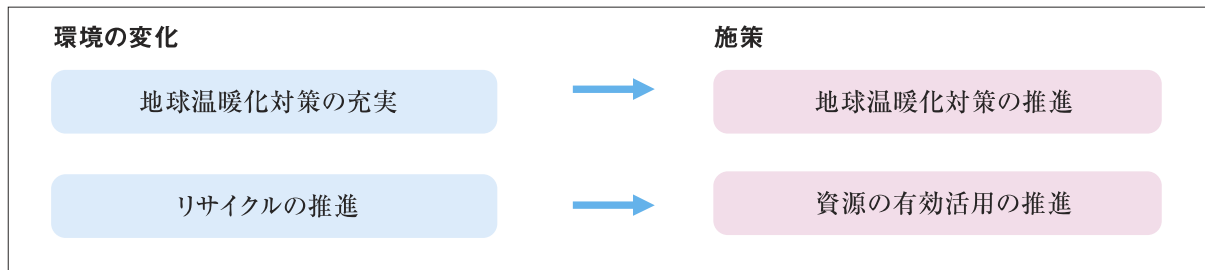 環境の変化
施策
地球温暖化対策の充実
地球温暖化対策の推進
リサイクルの推進
資源の有効活用の推進